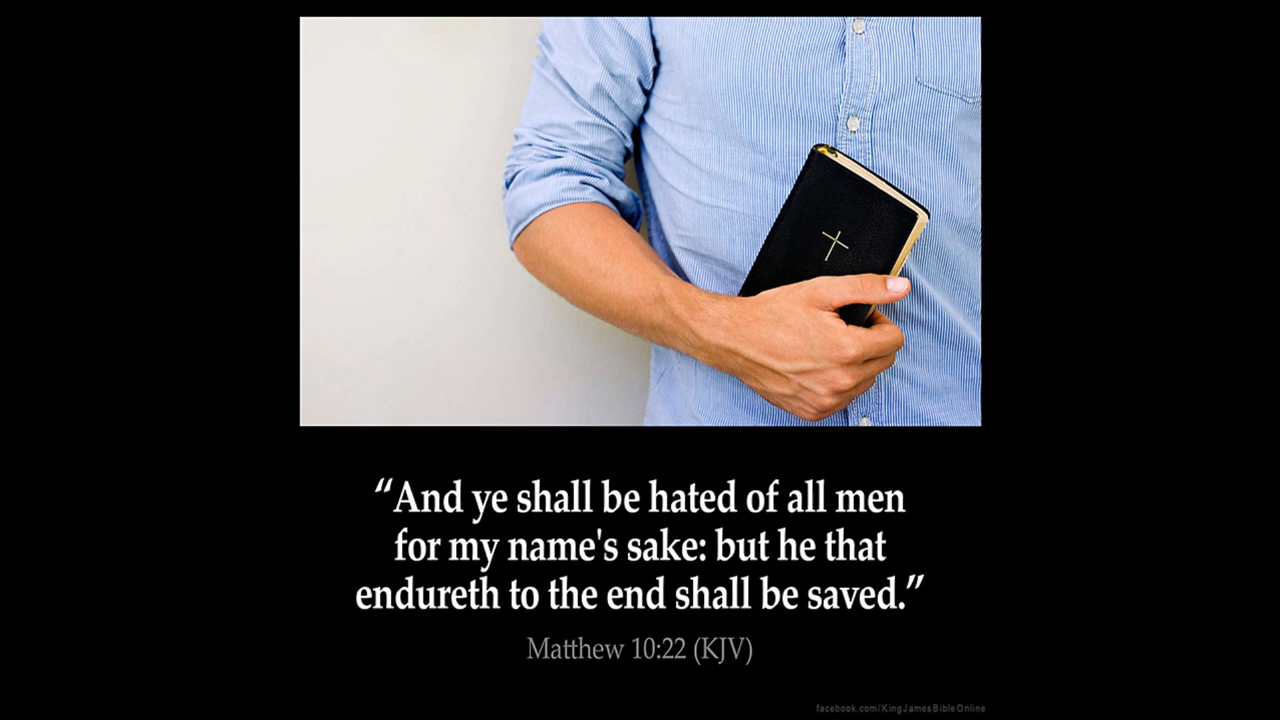 “And ye shall be hated of all men
for my name's sake: but he that
endureth to the end shall be saved.”
Matthew 10:22 (KJV)
facebook.com/KingJamesBibleOnline